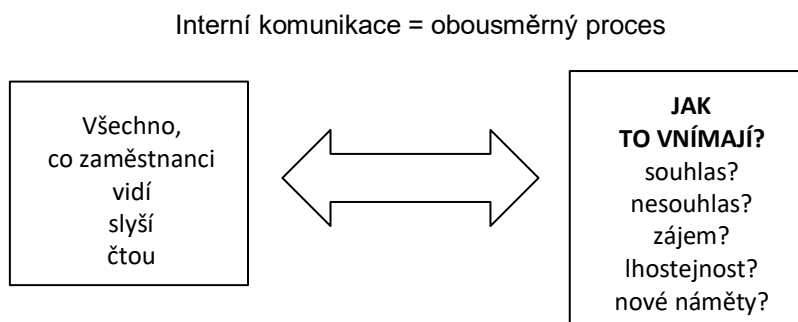 Interní komunikace = obousměrný proces
Všechno,
co zaměstnanci
vidí
slyší
čtou
JAK
TO VNÍMAJÍ?
souhlas?
nesouhlas?
zájem?
lhostejnost?
nové náměty?